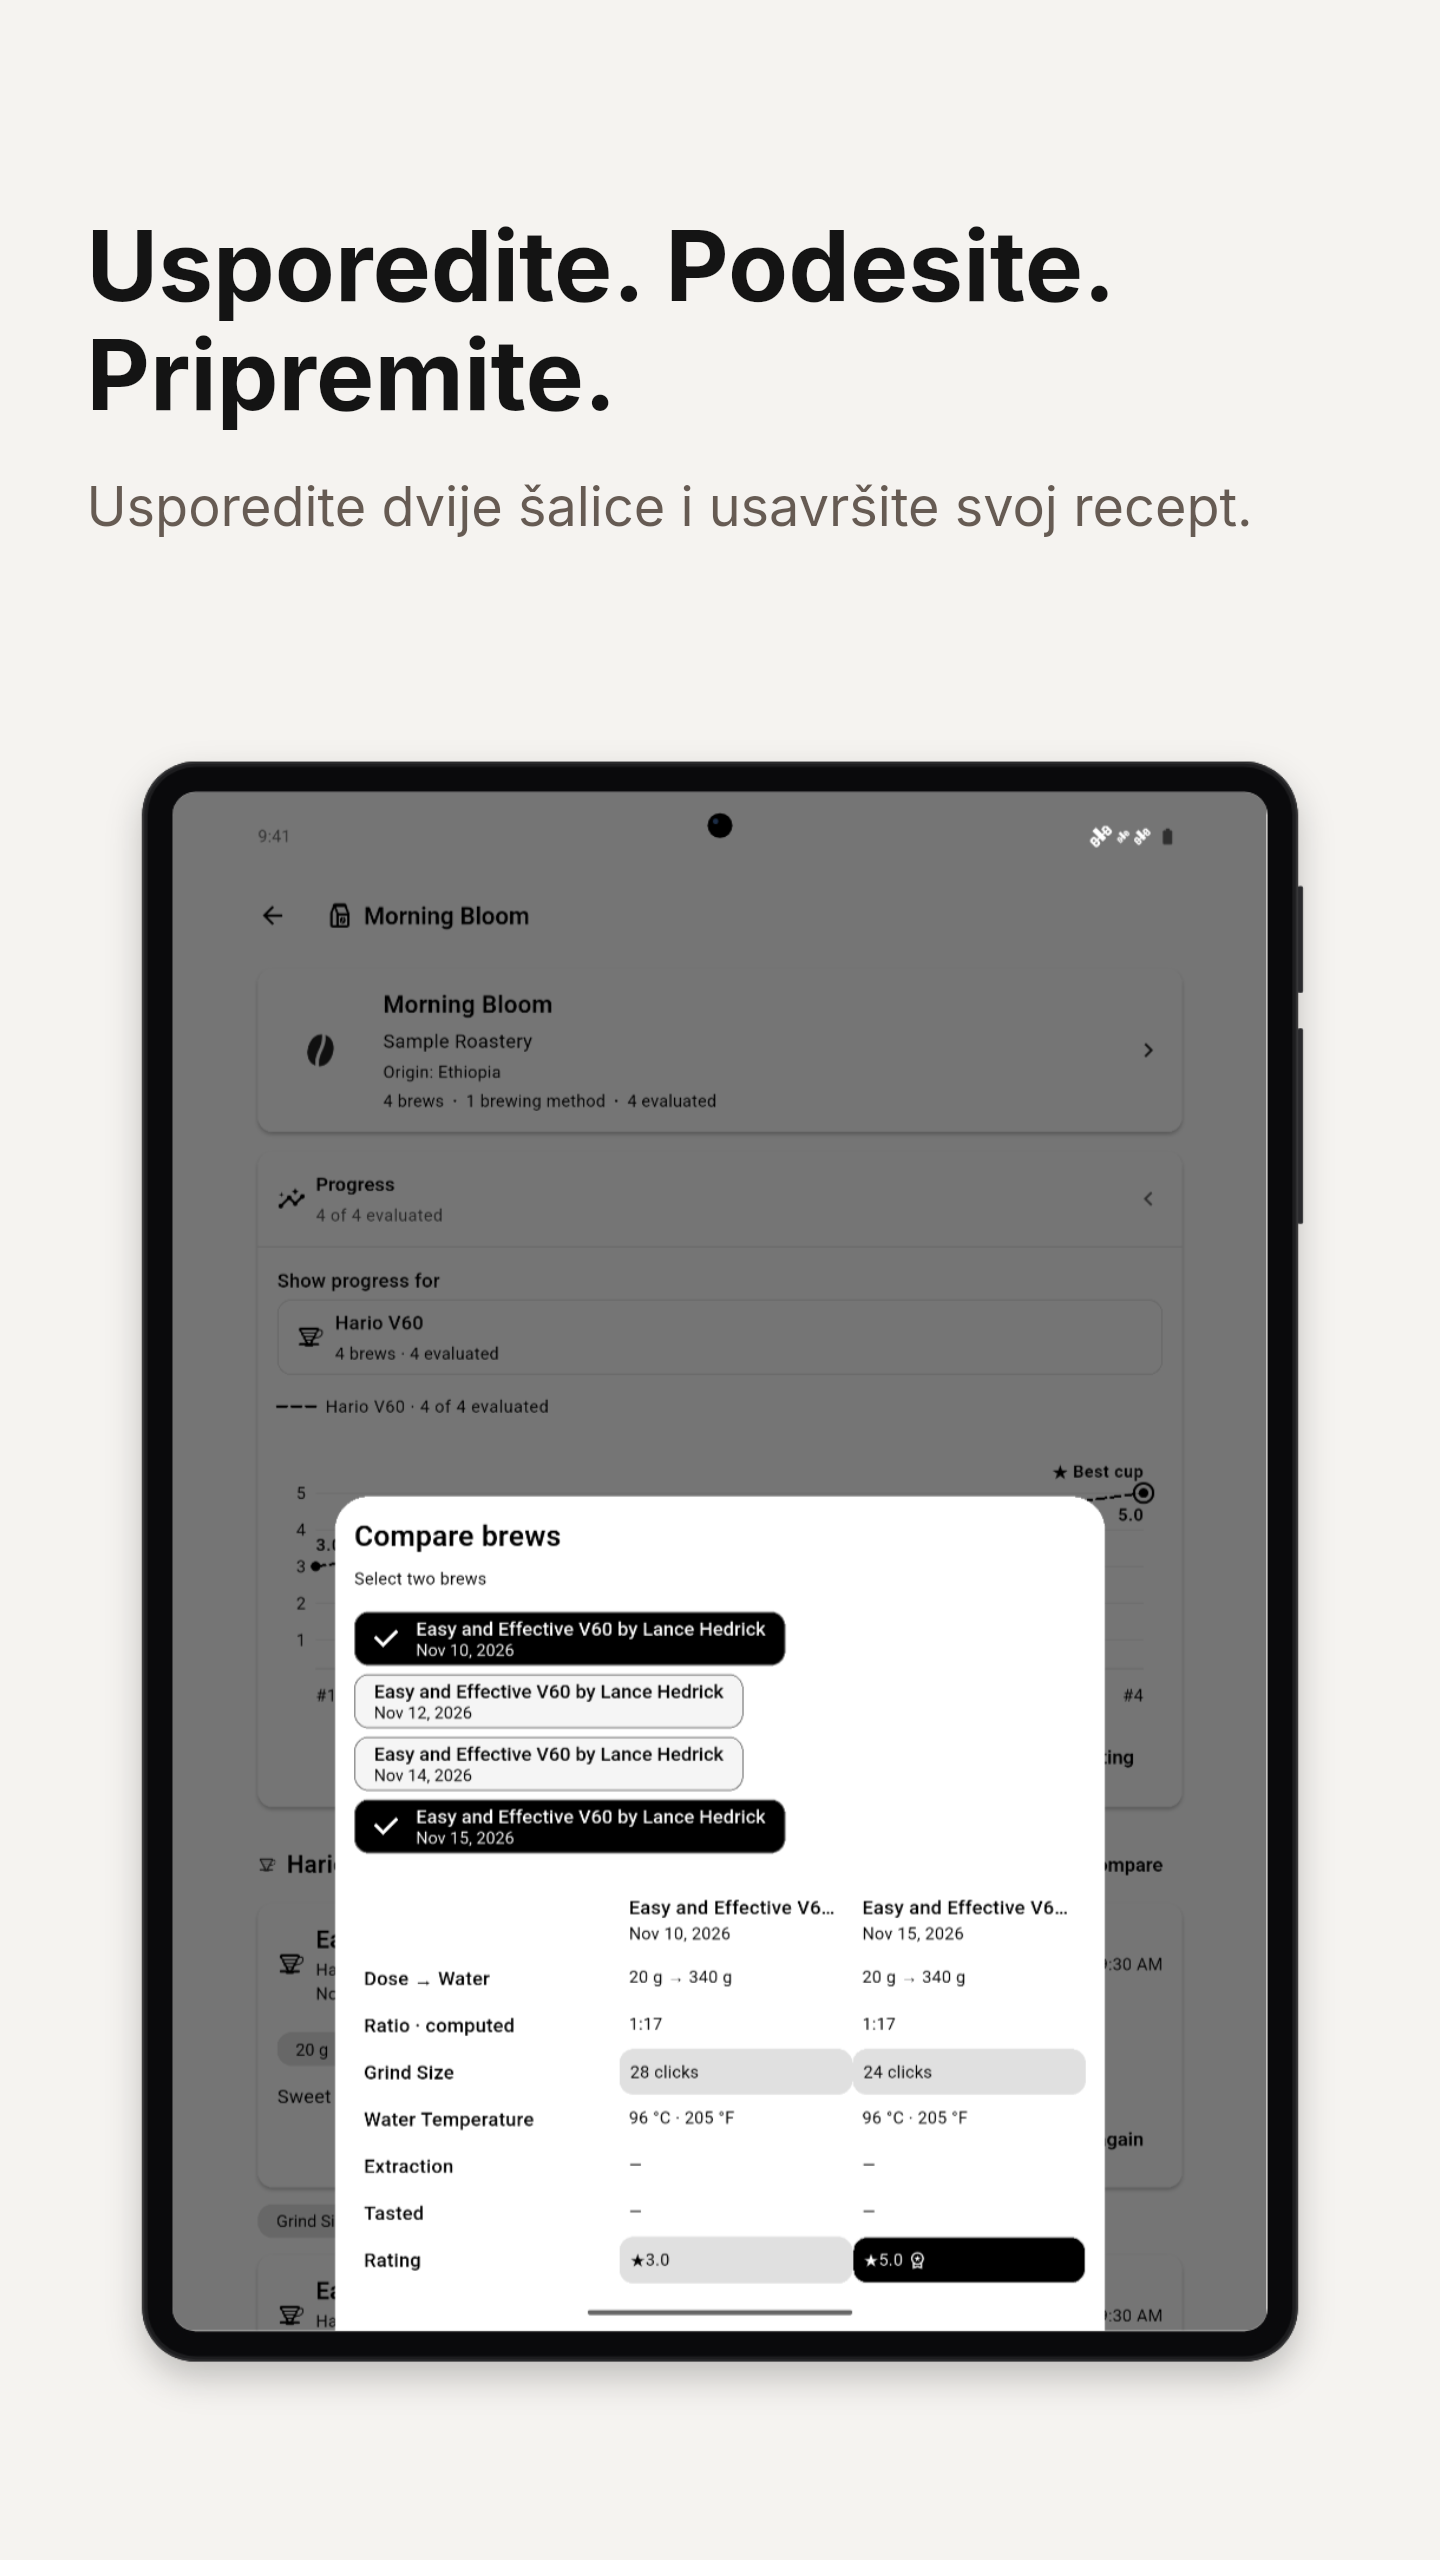 Usporedite. Podesite.
Pripremite.
Usporedite dvije šalice i usavršite svoj recept.
9:41
Morning Bloom
Morning Bloom
Sample Roastery
Origin: Ethiopia
4 brews · 1 brewing method · 4 evaluated
Progress
4 of 4 evaluated
Show progress for
Hario V60
4 brews · 4 evaluated
Hario V60 · 4 of 4 evaluated
★ Best cup
5
5.0
4
3
2
1
#1
#4
Compare brews
Select two brews
Easy and Effective V60 by Lance Hedrick
Nov 10, 2026
Easy and Effective V60 by Lance Hedrick
Nov 12, 2026
Easy and Effective V60 by Lance Hedrick
Nov 14, 2026
Easy and Effective V60 by Lance Hedrick
Nov 15, 2026
Easy and Effective V6... Easy and Effective V6...
Nov 10, 2026 Nov 15, 2026
Dose → Water 20 g → 340 g 20 g → 340 g
Ratio · computed 1:17 1:17
Grind Size 28 clicks 24 clicks
Water Temperature 96 °C · 205 °F 96 °C · 205 °F
Extraction – –
Tasted – –
Rating ★3.0 ★5.0
20 g
Sweet
:30 AM
Grind
:30 AM